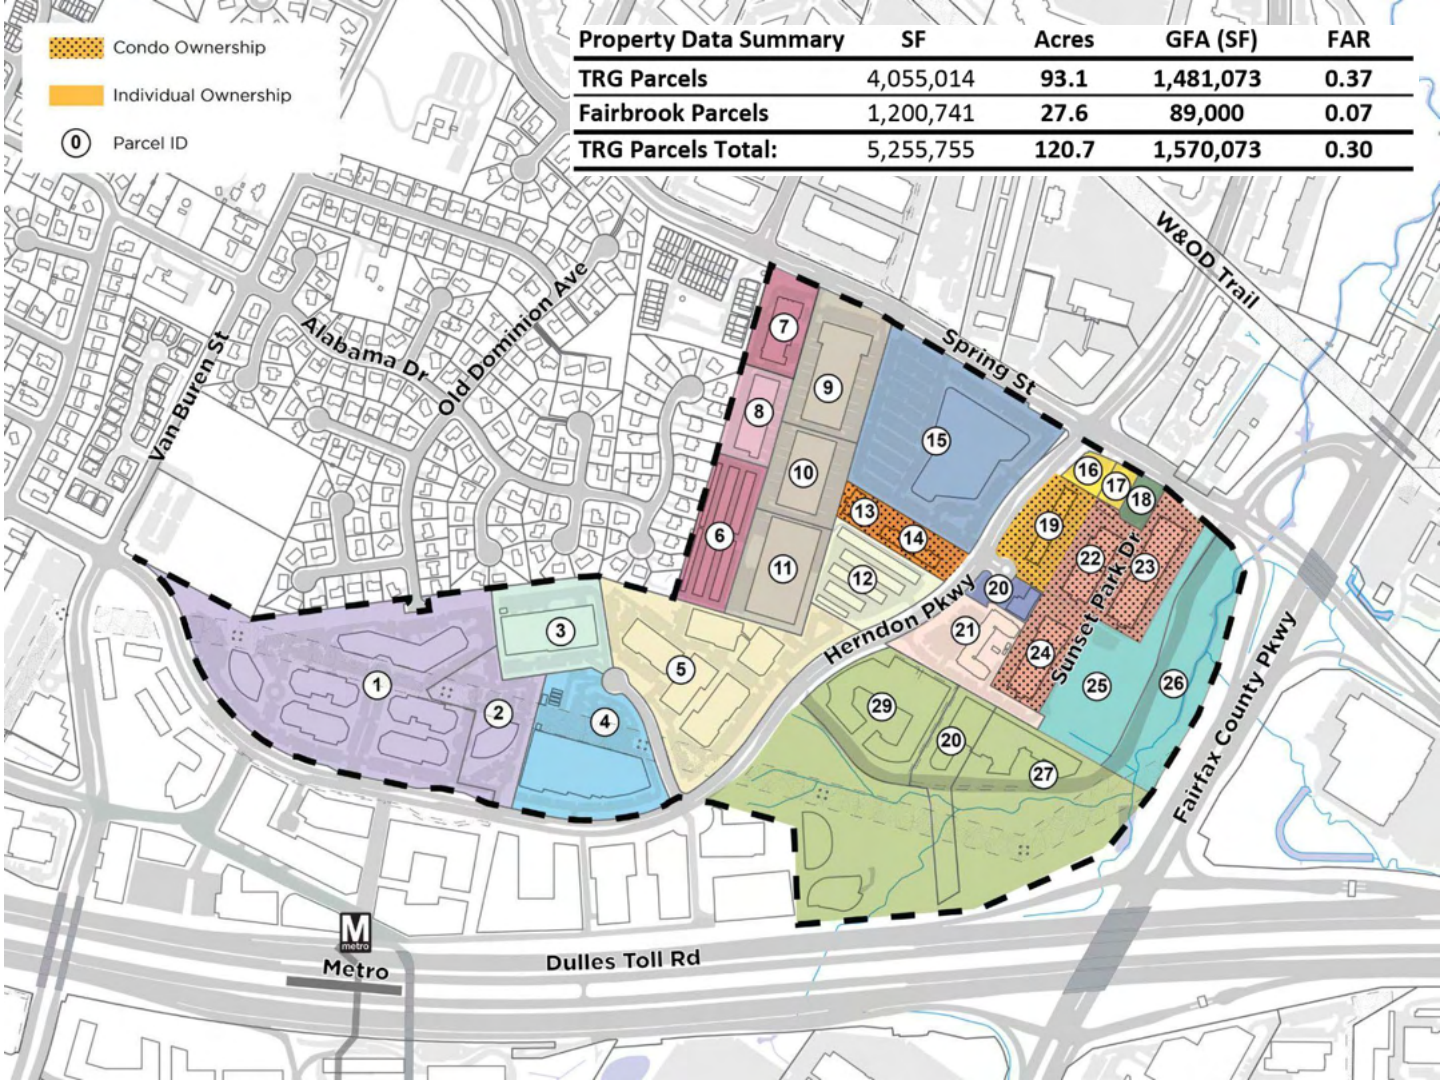 Condo Ownership
Individual Ownership
0 Parcel ID
Property Data Summary SF Acres GFA (SF) FAR
TRG Parcels 4,055,014 93.1 1,481,073 0.37
Fairbrook Parcels 1,200,741 27.6 89,000 0.07
TRG Parcels Total: 5,255,755 120.7 1,570,073 0.30
W&OD Trail
Old Dominion Ave
Alabama Dr
Van Buren St
Spring St
7
9
8
15
10
16
17
18
13
19
6
14
22
23
11
12
20
Herndon Pkwy
Sunset Park Dr
3
21
24
5
1
25
26
2
4
29
20
27
Fairfax County Pkwy
M
metro
Metro
Dulles Toll Rd